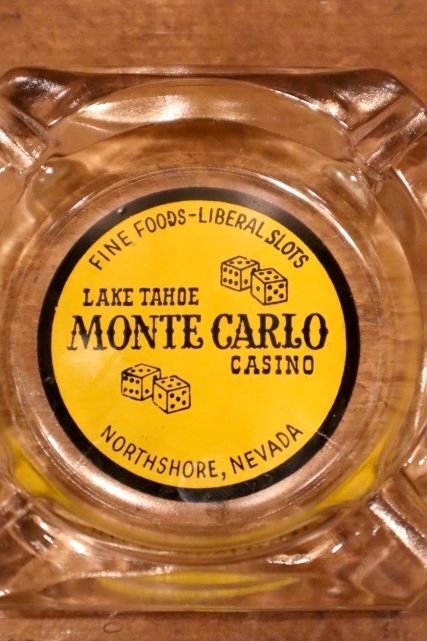 FINE FOODS-LIBERAL SLOTS
LAKE TAHOE
MONTE CARLO
CASINO
NORTHSHORE, NEVADA